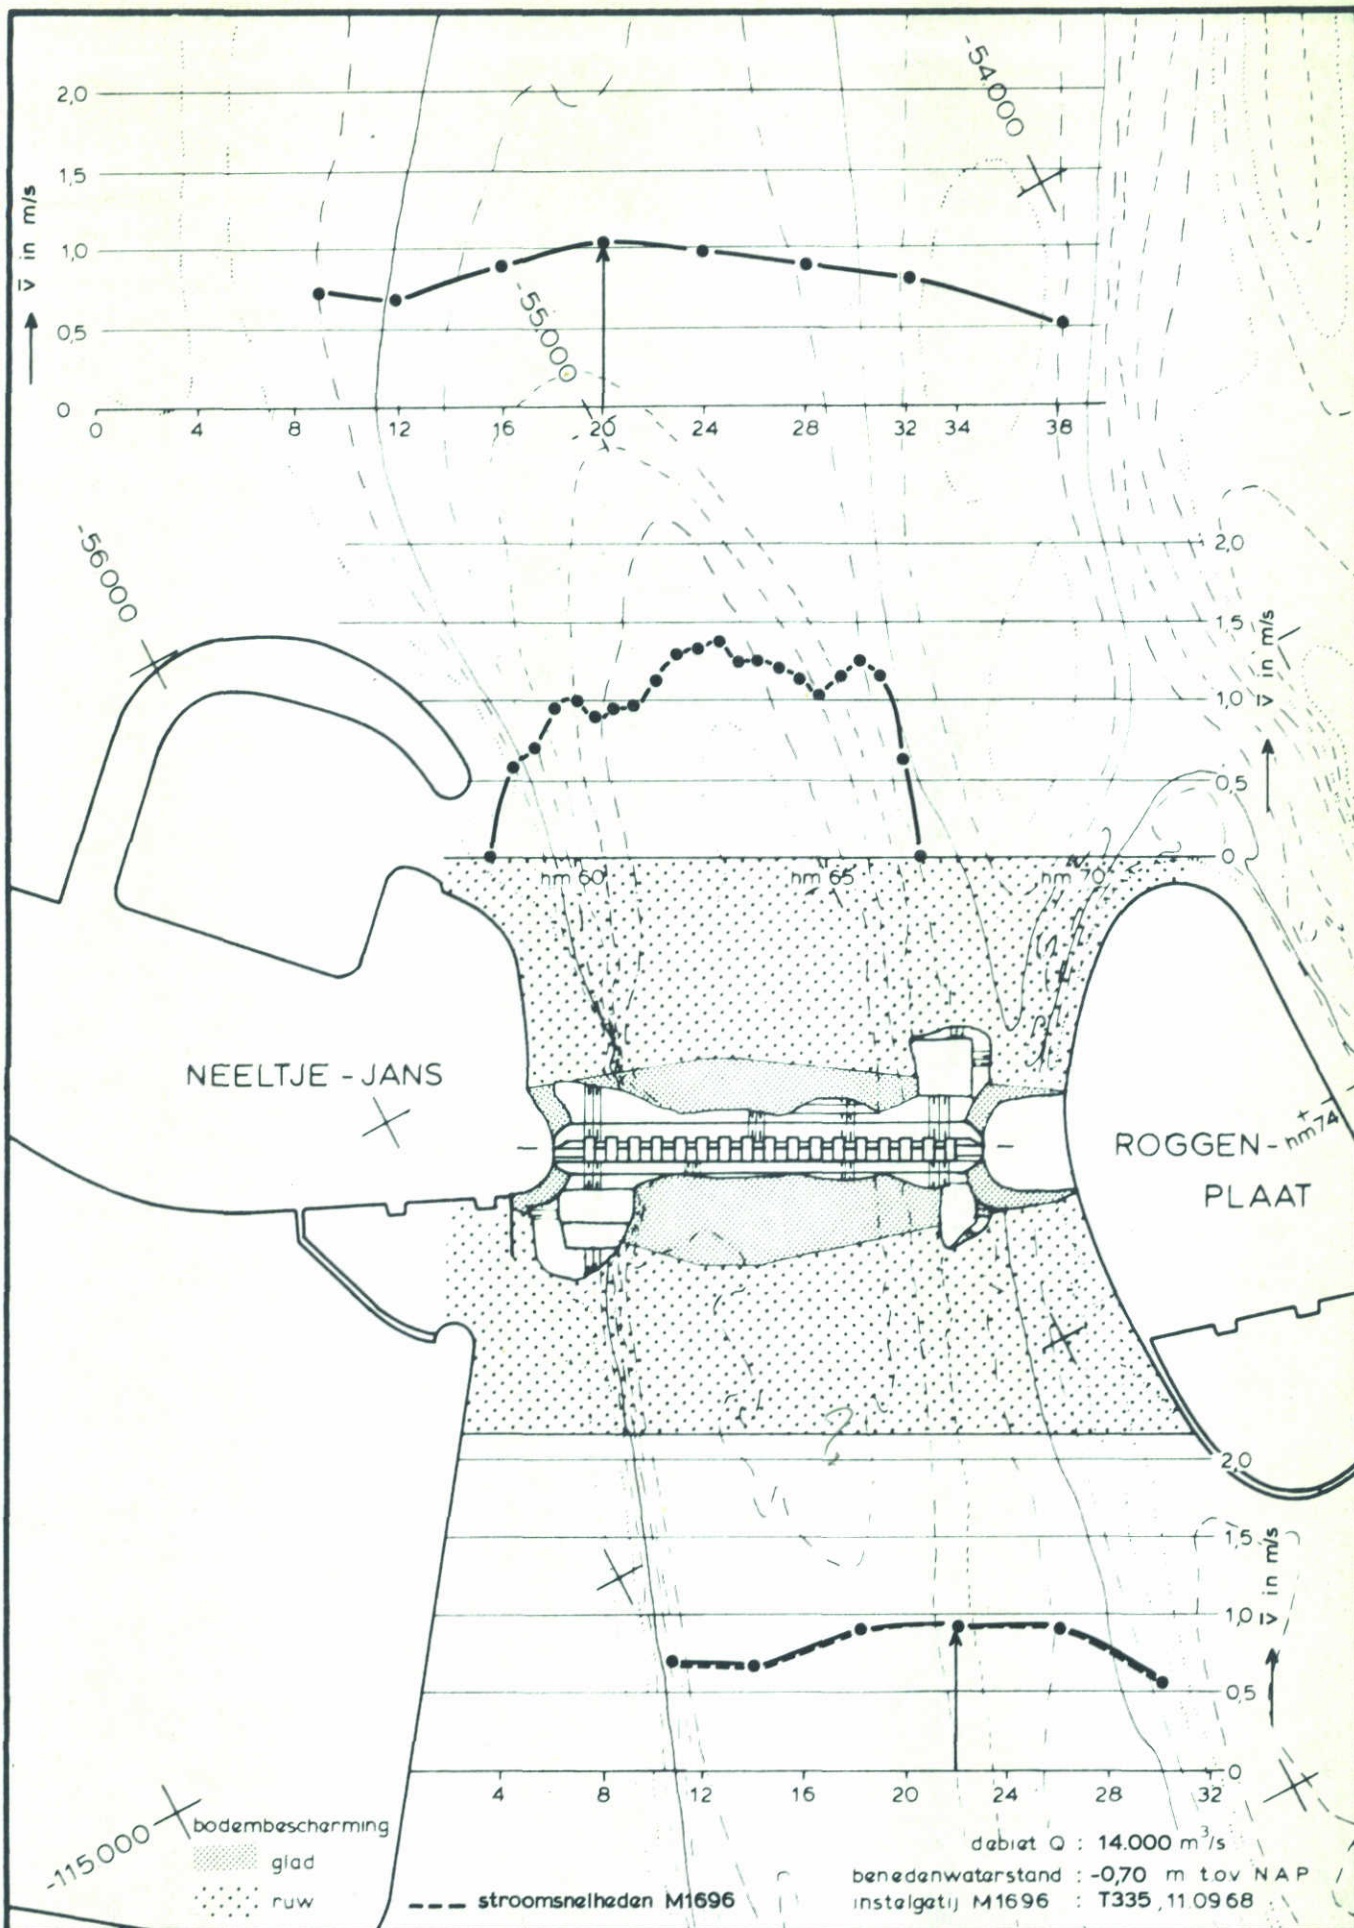 -54.000
2,0
1,5
v̄ in m/s
1,0
-55.000
0,5
0
0 4 8 12 16 20 24 28 32 34 38
2,0
-56000
1,5
v̄ in m/s
1,0
0,5
0
hm 60 hm 65 hm 70
NEELTJE - JANS
ROGGEN-
PLAAT
hm 74
2,0
1,5
v̄ in m/s
1,0
0,5
0
4 8 12 16 20 24 28 32
-115000
bodembescherming
glad
ruw
stroomsnelheden M1696
debiet Q : 14.000 m³/s
benedenwaterstand : -0,70 m t.o.v N A P
instelgetij M1696 : T335, 11.09 68